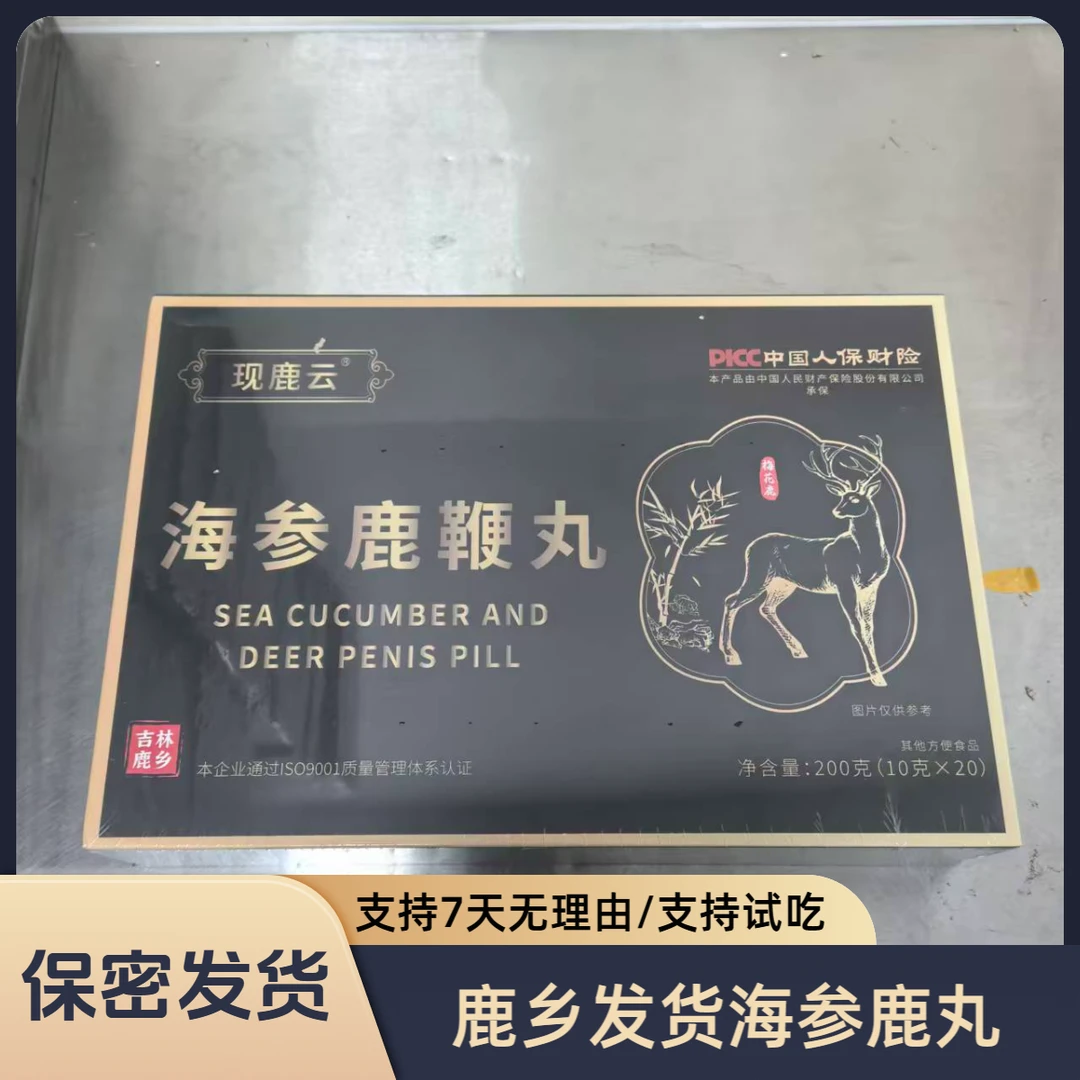 现鹿云®
PICC中国人保财险
本产品由中国人民财产保险股份有限公司
承保
梅花鹿
海参鹿鞭丸
SEA CUCUMBER AND
DEER PENIS PILL
图片仅供参考
吉林
鹿乡
本企业通过ISO9001质量管理体系认证
其他方便食品
净含量:200克(10克×20)
支持7天无理由/支持试吃
保密发货
鹿乡发货海参鹿丸